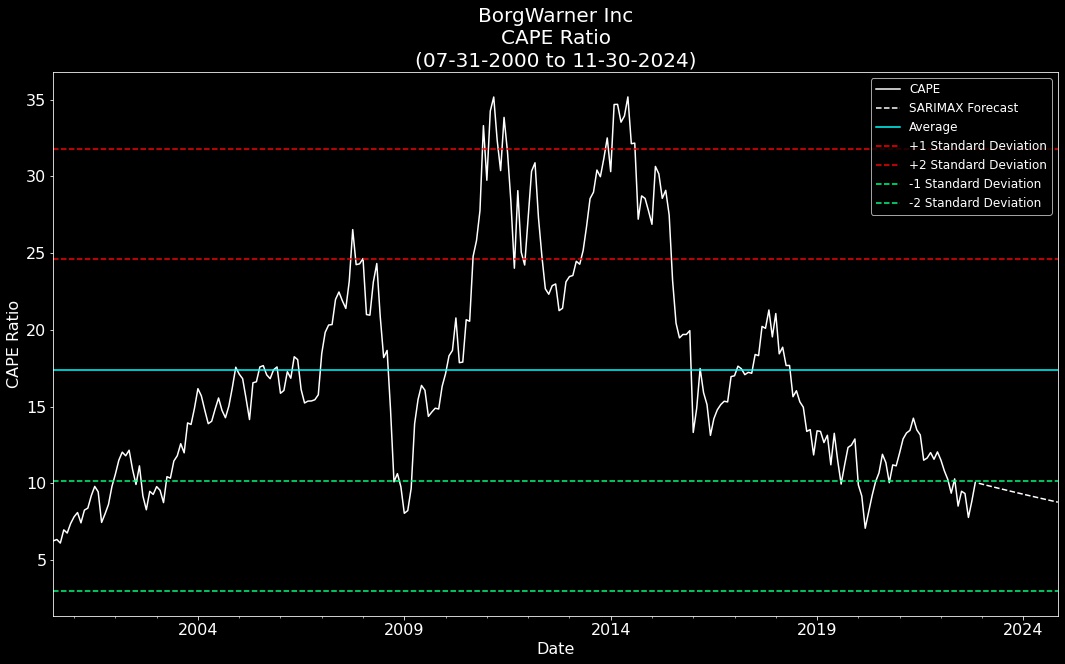 BorgWarner Inc
CAPE Ratio
(07-31-2000 to 11-30-2024)
CAPE
SARIMAX Forecast
Average
+1 Standard Deviation
+2 Standard Deviation
-1 Standard Deviation
-2 Standard Deviation
35
30
25
20
15
10
5
CAPE Ratio
2004
2009
2014
2019
2024
Date